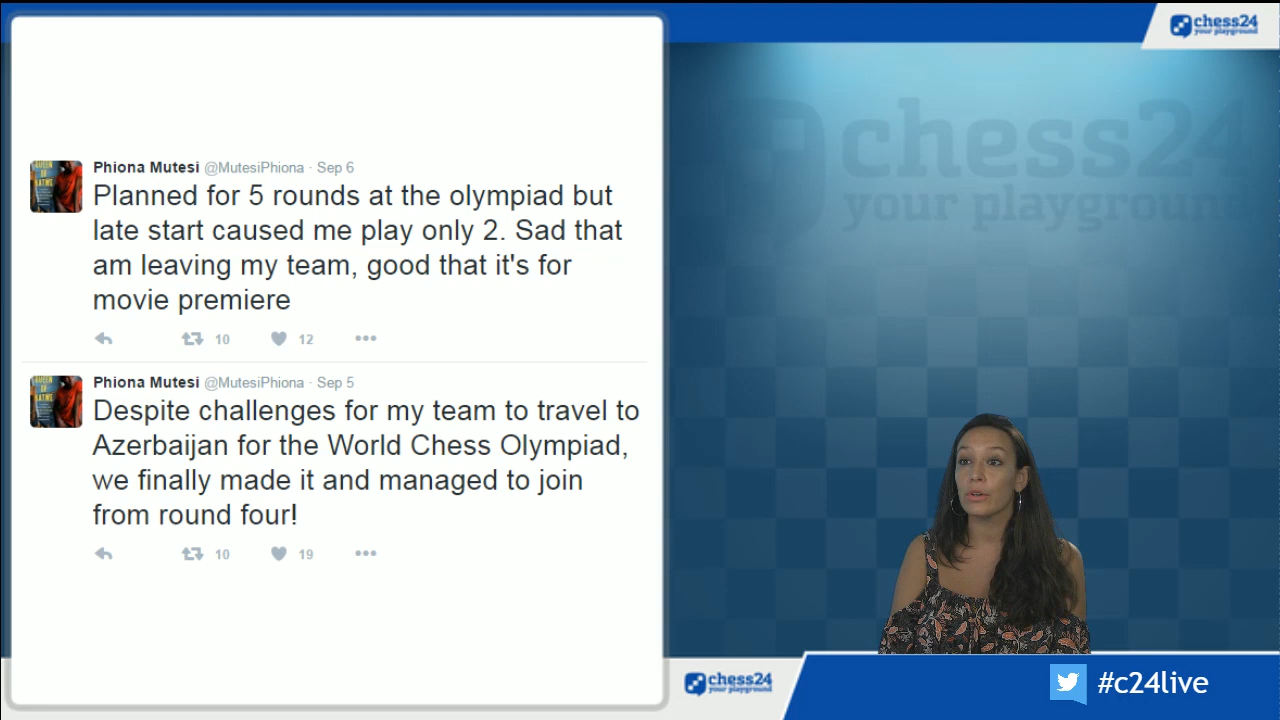 chess24
your playground
chess24
your playground
Phiona Mutesi @MutesiPhiona · Sep 6
Planned for 5 rounds at the olympiad but
late start caused me play only 2. Sad that
am leaving my team, good that it's for
movie premiere
10 12
Phiona Mutesi @MutesiPhiona · Sep 5
Despite challenges for my team to travel to
Azerbaijan for the World Chess Olympiad,
we finally made it and managed to join
from round four!
10 19
chess24
your playground
#c24live